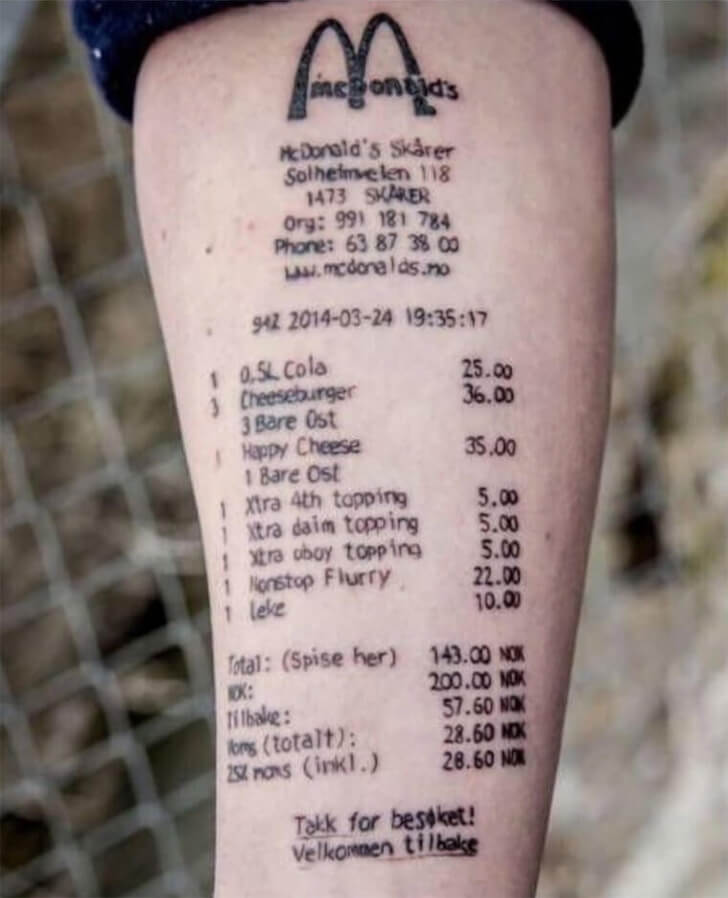 McDonald's
McDonald's Skårer
Solheimveien 118
1473 SKÅRER
Org: 991 181 784
Phone: 63 87 38 00
www.mcdonalds.no
2014-03-24 19:35:17
1 0,5L Cola 25.00
3 Cheeseburger 36.00
3 Bare Ost
1 Happy Cheese 35.00
1 Bare Ost
1 Xtra 4th topping 5.00
1 Xtra daim topping 5.00
1 Xtra oboy topping 5.00
1 Nonstop Flurry 22.00
1 Leke 10.00
Total: (Spise her) 143.00 NOK
NOK: 200.00 NOK
Tilbake: 57.60 NOK
(totalt): 28.60 NOK
25% (inkl.) 28.60 NOK
Takk for besøket!
Velkommen tilbake